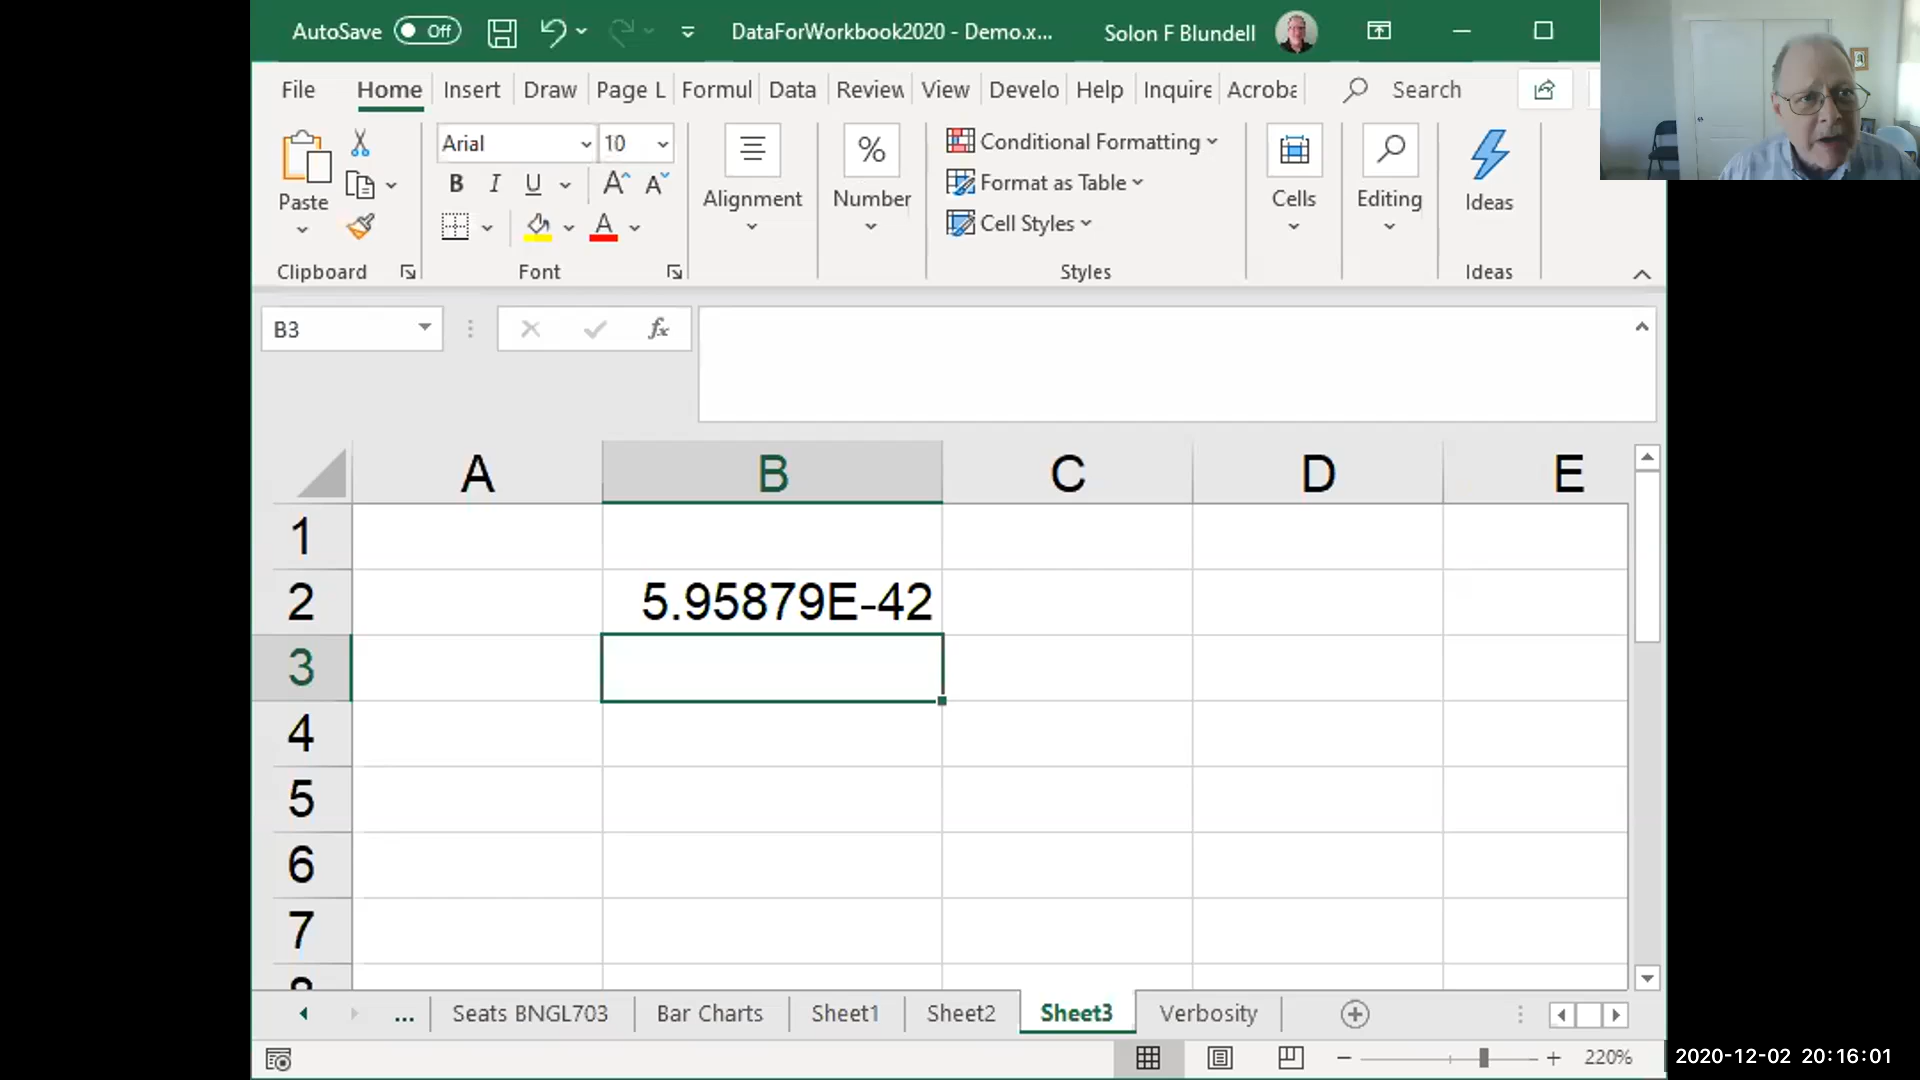 AutoSave Off DataForWorkbook2020 - Demo.x... Solon F Blundell
File Home Insert Draw Page L Formul Data Review View Develo Help Inquire Acroba Search
Paste
Clipboard
Arial 10
B I U A A
A
Font
Alignment
%
Number
Conditional Formatting
Format as Table
Cell Styles
Styles
Cells
Editing
Ideas
Ideas
B3 fx
A B C D E
1
2 5.95879E-42
3
4
5
6
7
8
... Seats BNGL703 Bar Charts Sheet1 Sheet2 Sheet3 Verbosity
220%
2020-12-02 20:16:01